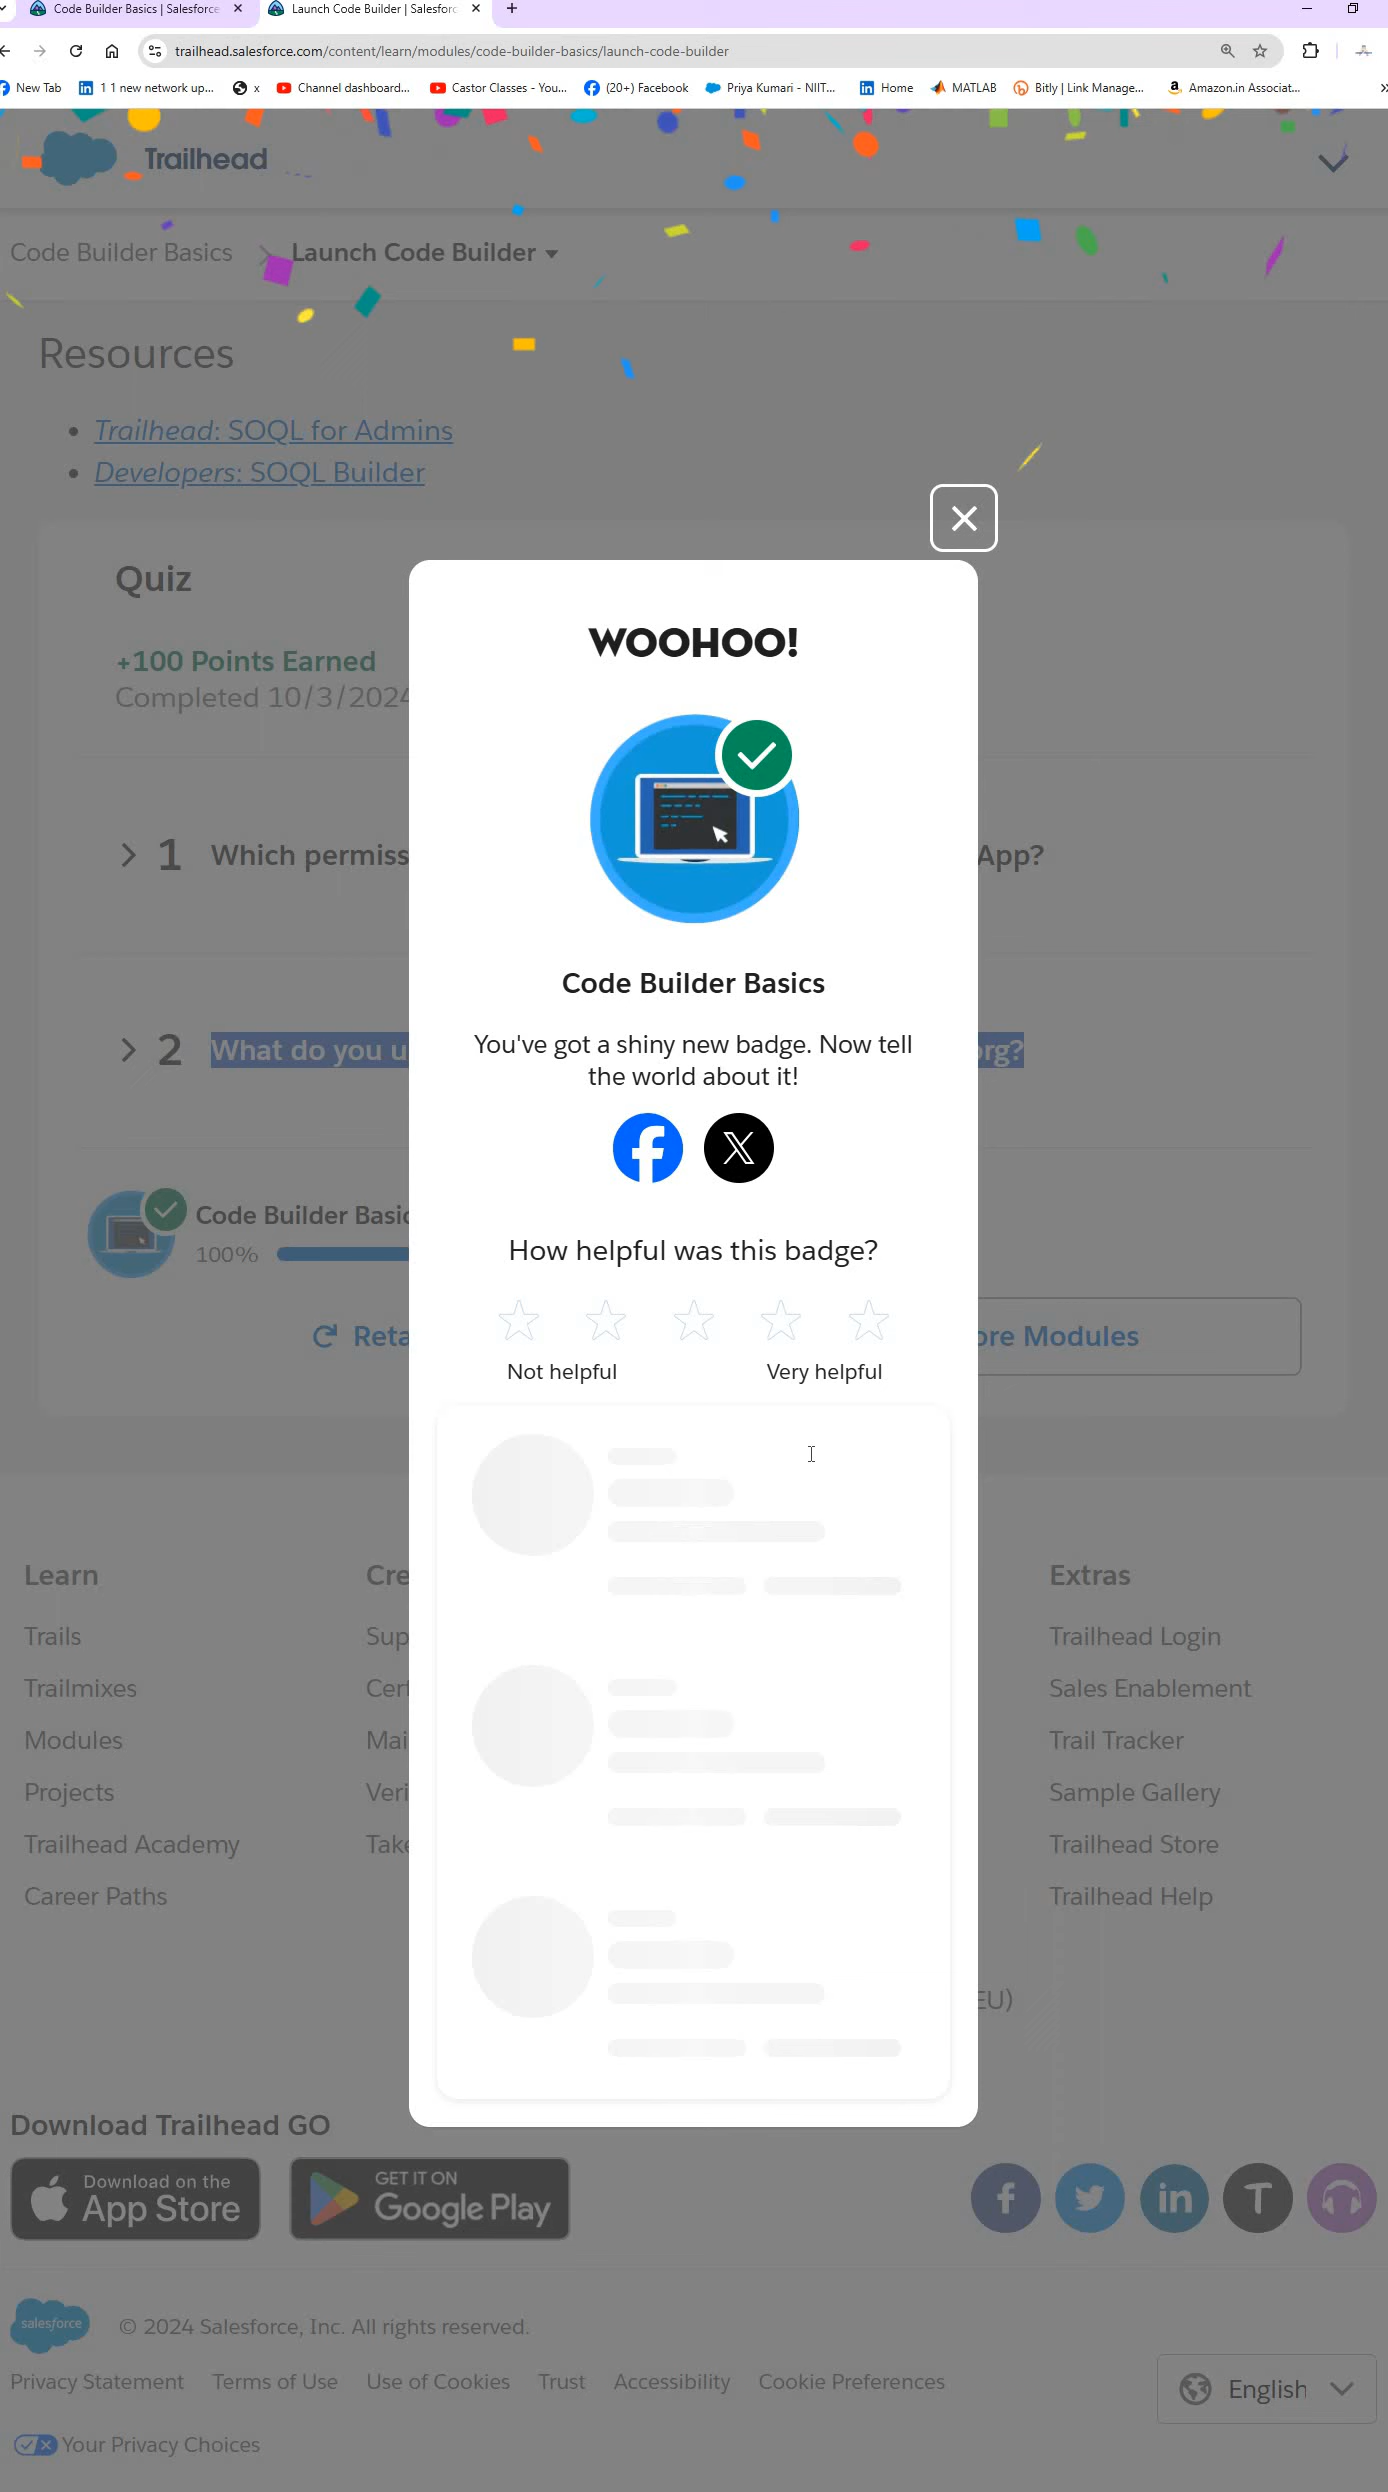 Code Builder Basics | Salesforce
Launch Code Builder | Salesforc
trailhead.salesforce.com/content/learn/modules/code-builder-basics/launch-code-builder
New Tab
1 1 new network up...
x
Channel dashboard...
Castor Classes - You...
(20+) Facebook
Priya Kumari - NIIT...
Home
MATLAB
Bitly | Link Manage...
Amazon.in Associat...
Trailhead
Code Builder Basics
Launch Code Builder
Resources
• Trailhead: SOQL for Admins
• Developers: SOQL Builder
Quiz
+100 Points Earned
Completed 10/3/2024
1 Which permiss
App?
2 What do you u
org?
Code Builder Basic
100%
Reta
ore Modules
WOOHOO!
Code Builder Basics
You've got a shiny new badge. Now tell
the world about it!
How helpful was this badge?
Not helpful
Very helpful
Learn
Trails
Trailmixes
Modules
Projects
Trailhead Academy
Career Paths
Cre
Sup
Cert
Mai
Veri
Take
Extras
Trailhead Login
Sales Enablement
Trail Tracker
Sample Gallery
Trailhead Store
Trailhead Help
EU)
Download Trailhead GO
Download on the
App Store
GET IT ON
Google Play
salesforce
© 2024 Salesforce, Inc. All rights reserved.
Privacy Statement Terms of Use Use of Cookies Trust Accessibility Cookie Preferences
English
Your Privacy Choices